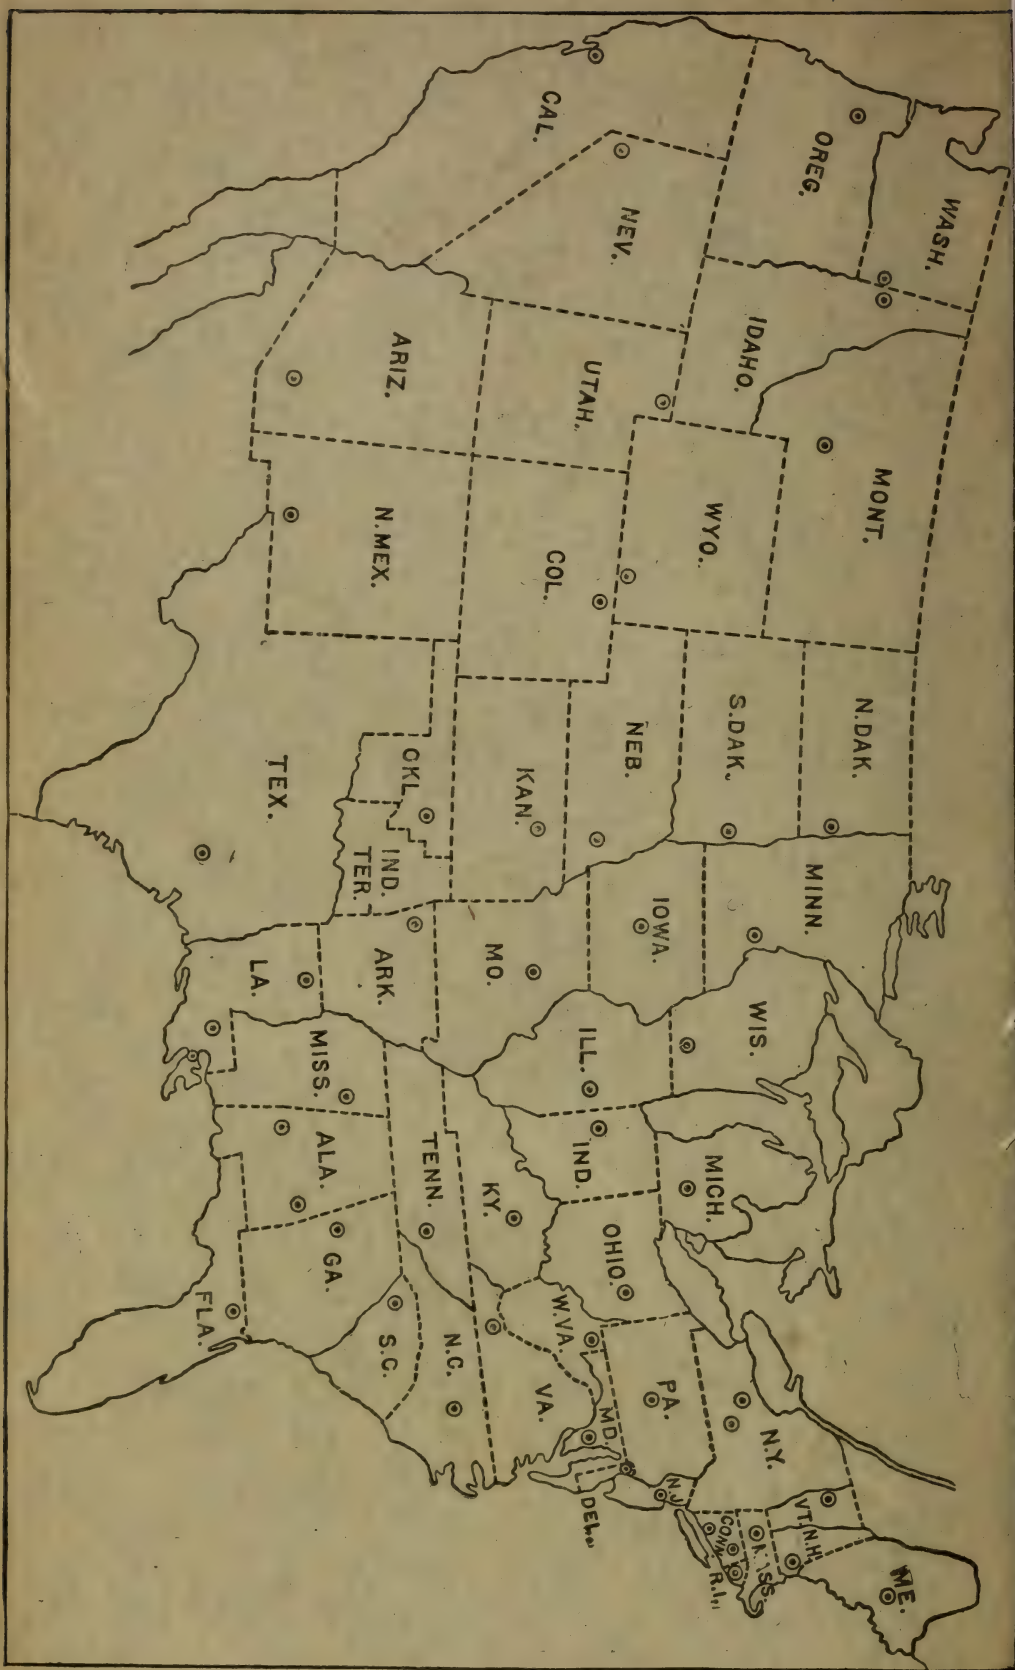 WASH.
OREG.
CAL.
NEV.
IDAHO.
MONT.
WYO.
UTAH.
ARIZ.
COL.
N.MEX.
N.DAK.
S.DAK.
NEB.
KAN.
OKL.
IND.
TER.
TEX.
MINN.
IOWA.
MO.
ARK.
LA.
WIS.
ILL.
MISS.
MICH.
IND.
KY.
TENN.
ALA.
OHIO.
GA.
FLA.
W.VA.
VA.
N.C.
S.C.
PA.
MD.
DEL.
N.J.
N.Y.
VT.
N.H.
MASS.
CONN.
R.I.
ME.